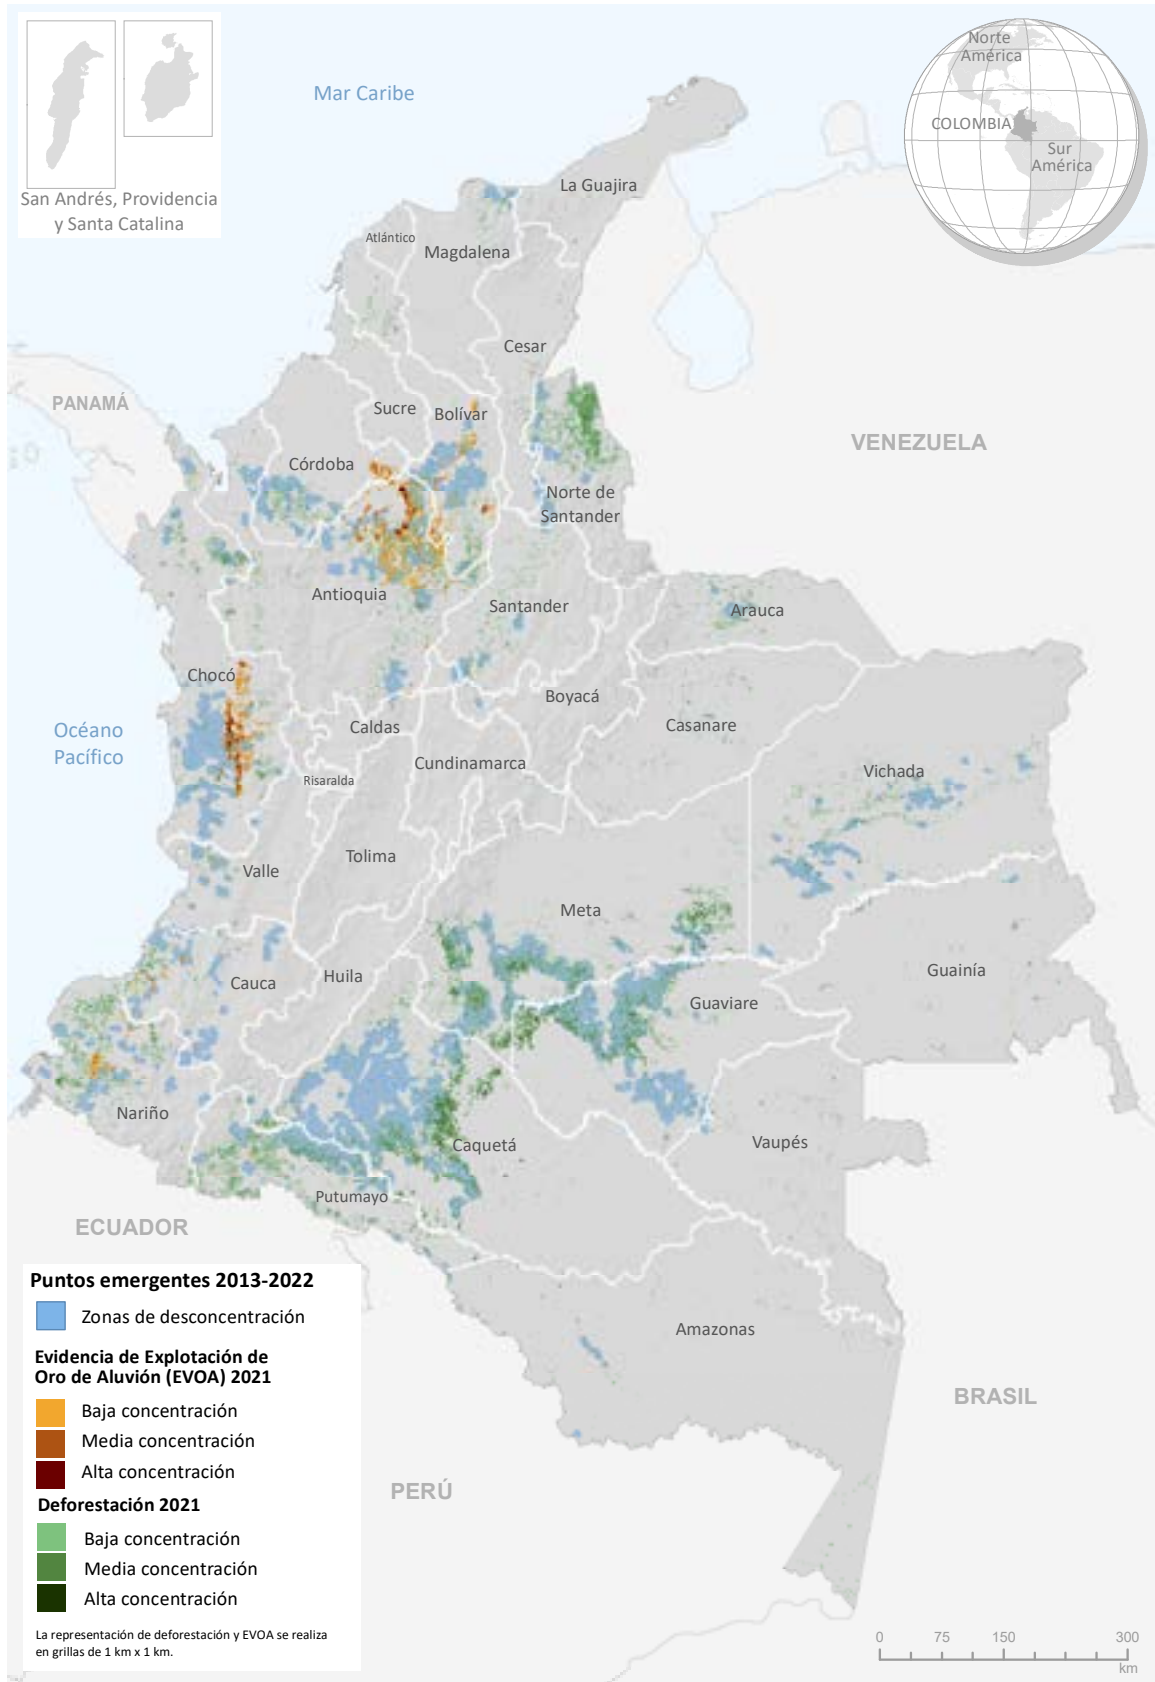 Norte
América
COLOMBIA
Sur
América
San Andrés, Providencia
y Santa Catalina
Mar Caribe
La Guajira
Atlántico
Magdalena
Cesar
PANAMÁ
Sucre
Bolívar
VENEZUELA
Córdoba
Norte de
Santander
Antioquia
Santander
Arauca
Chocó
Boyacá
Océano
Pacífico
Caldas
Casanare
Cundinamarca
Vichada
Risaralda
Tolima
Valle
Meta
Guainía
Huila
Cauca
Guaviare
Nariño
Caquetá
Vaupés
Putumayo
ECUADOR
Amazonas
BRASIL
PERÚ
Puntos emergentes 2013-2022
Zonas de desconcentración
Evidencia de Explotación de
Oro de Aluvión (EVOA) 2021
Baja concentración
Media concentración
Alta concentración
Deforestación 2021
Baja concentración
Media concentración
Alta concentración
La representación de deforestación y EVOA se realiza
en grillas de 1 km x 1 km.
0 75 150 300
km